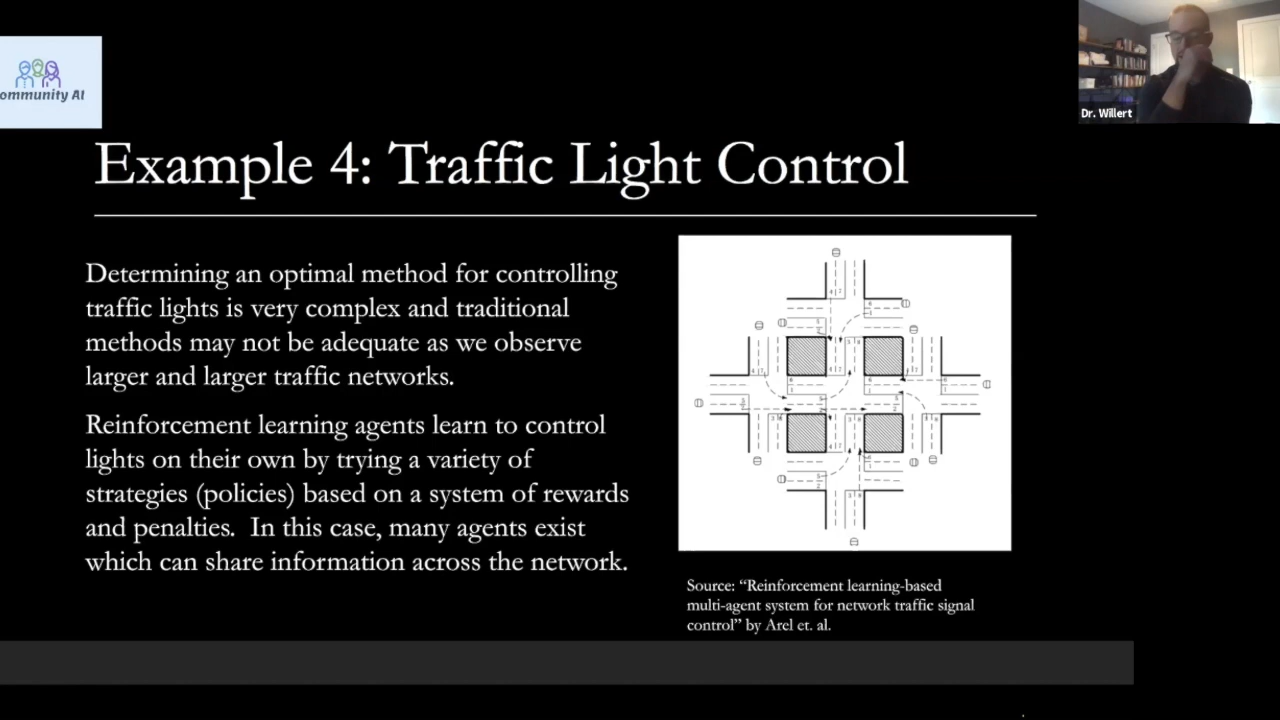 ommunity AI
Dr. Willert
Example 4: Traffic Light Control
Determining an optimal method for controlling
traffic lights is very complex and traditional
methods may not be adequate as we observe
larger and larger traffic networks.
Reinforcement learning agents learn to control
lights on their own by trying a variety of
strategies (policies) based on a system of rewards
and penalties.  In this case, many agents exist
which can share information across the network.
Source: “Reinforcement learning-based
multi-agent system for network traffic signal
control” by Arel et. al.